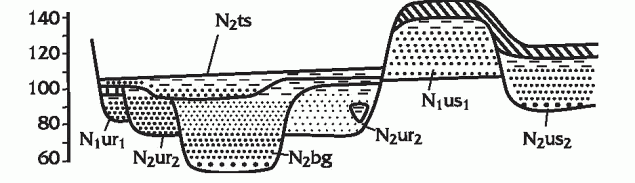 140
120
100
80
60
N₂ts
N₁ur₁
N₂ur₂
N₂bg
N₂ur₂
N₁us₁
N₂us₂